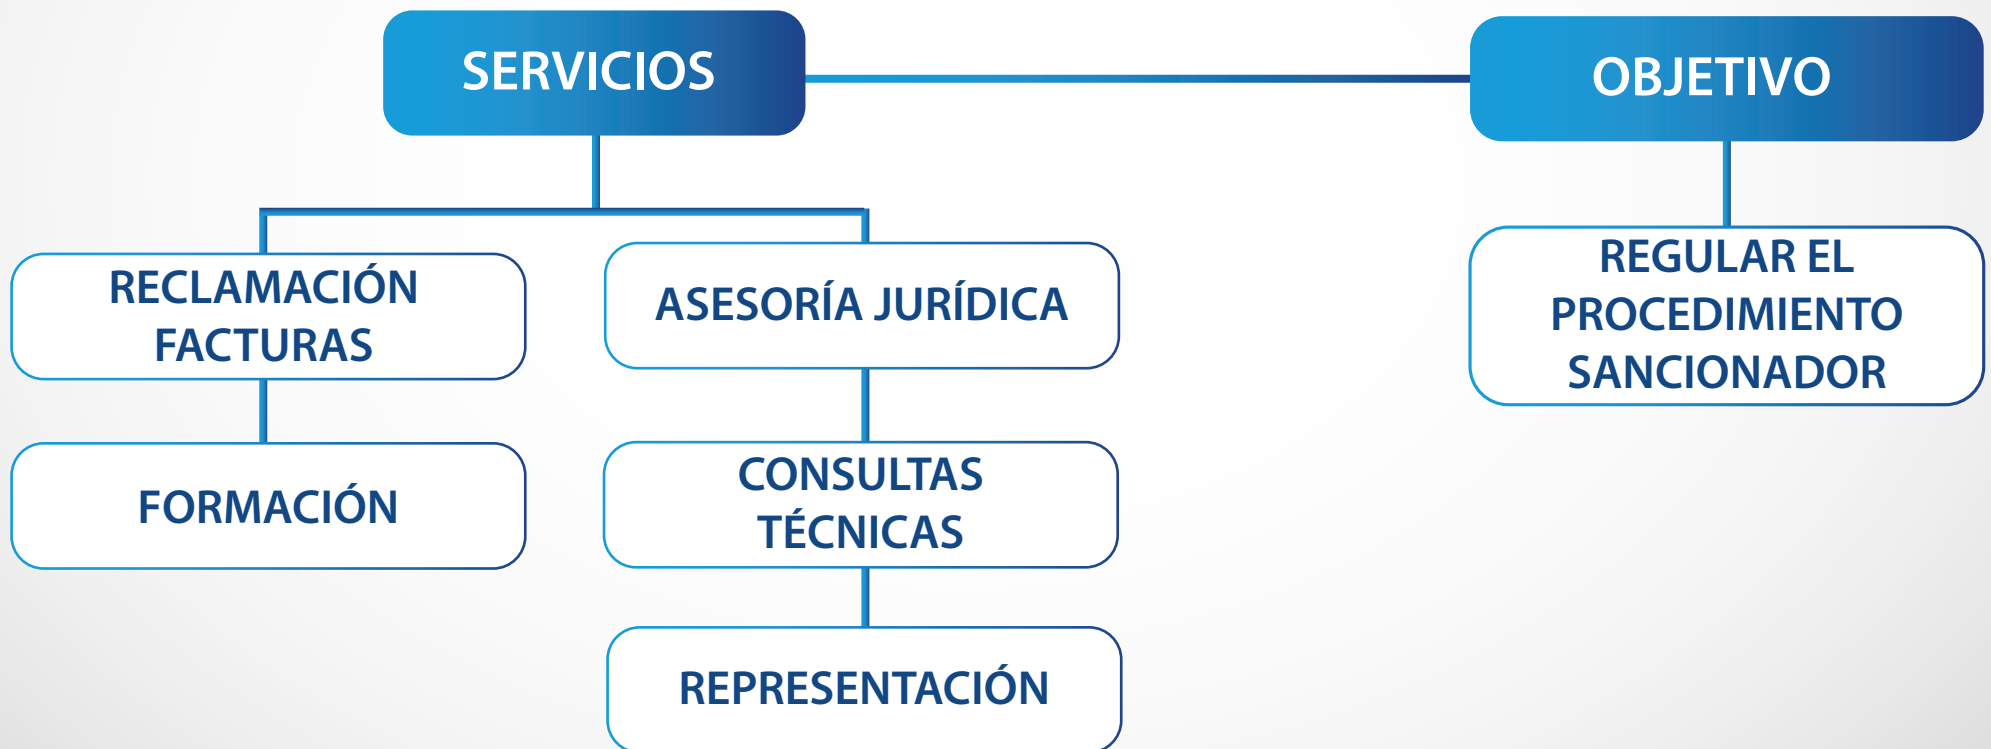 SERVICIOS
OBJETIVO
RECLAMACIÓN
FACTURAS
FORMACIÓN
ASESORÍA JURÍDICA
CONSULTAS
TÉCNICAS
REPRESENTACIÓN
REGULAR EL
PROCEDIMIENTO
SANCIONADOR